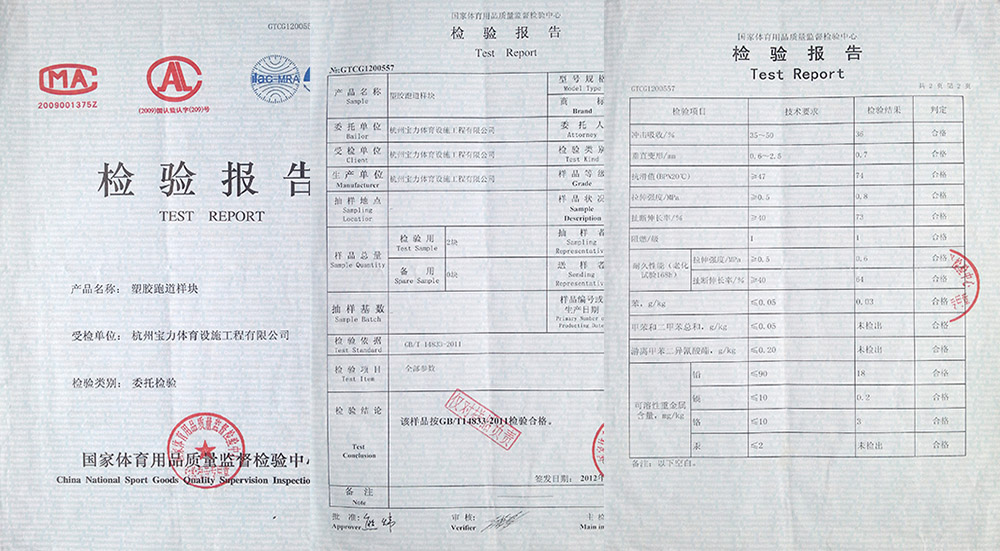 GTCG120055
MA
2009001375Z
AL
(2009)国认监认字(209)号
ilac-MRA
检 验 报 告
TEST REPORT
产品名称: 塑胶跑道样块
受检单位: 杭州宝力体育设施工程有限公司
检验类别: 委托检验
国家体育用品质量监督检验中
China National Sport Goods Quality Supervision Inspectio
国家体育用品质量监督检验中心
检 验 报 告
Test Report
№:GTCG1200557
产 品 名 称
Sample
塑胶跑道样块
型 号 规 格
Model Type
商 标
Brand
委 托 单 位
Bailor
杭州宝力体育设施工程有限公司
委 托 人
Attorney
受 检 单 位
Client
杭州宝力体育设施工程有限公司
检 验 类 别
Test Kind
生 产 单 位
Manufacturer
杭州宝力体育设施工程有限公司
样 品 等 级
Grade
抽 样 地 点
Sampling
Location
样 品 状 况
Sample
Description
样 品 总 量
Sample Quantity
检 验 用
Test Sample
2块
抽 样 者
Sampling
Representativ
备 用
Spare Sample
0块
送 样 者
Sending
Representativ
抽 样 基 数
Sample Batch
样品编号或
生产日期
Primary Number o
Producting Date
检 验 依 据
Test Standard
GB/T 14833-2011
检 验 项 目
Test Item
全部参数
检 验 结 论
Test
Conclusion
该样品按GB/T14833-2011检验合格。
仅对样品负责
签发日期: 2012
备 注
Note
批 准:
Approver
审 核:
Verifier
主 检
Main in
国家体育用品质量监督检验中心
检 验 报 告
Test Report
GTCG1200557
共 2 页 第 2 页
检验项目 技术要求 检验结果 判定
冲击吸收/% 35~50 36 合格
垂直变形/mm 0.6~2.5 0.7 合格
抗滑值(BPN20℃) ≥47 74 合格
拉伸强度/MPa ≥0.5 0.8 合格
扯断伸长率/% ≥40 73 合格
阻燃/级 1 1 合格
耐久性能(老化
试验168h)
拉伸强度/MPa ≥0.5 0.6 合格
扯断伸长率/% ≥40 64 合格
苯, g/kg ≤0.05 0.03 合格
甲苯和二甲苯总和, g/kg ≤0.05 未检出 合格
游离甲苯二异氰酸酯, g/kg ≤0.20 未检出 合格
可溶性重金属
含量, mg/kg
铅 ≤90 18 合格
镉 ≤10 0.2 合格
铬 ≤10 3 合格
汞 ≤2 未检出 合格
备注: 以下空白。